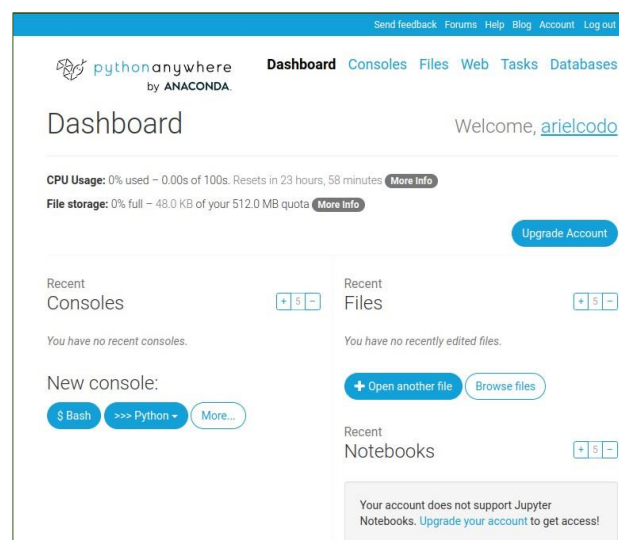 Send feedback Forums Help Blog Account Log out
pythonanywhere
by ANACONDA.
Dashboard Consoles Files Web Tasks Databases
Dashboard
Welcome, arielcodo
CPU Usage: 0% used – 0.00s of 100s. Resets in 23 hours, 58 minutes More Info
File storage: 0% full – 48.0 KB of your 512.0 MB quota More Info
Upgrade Account
Recent
Consoles
+ 5 −
You have no recent consoles.
New console:
$ Bash >>> Python More...
Recent
Files
+ 5 −
You have no recently edited files.
+ Open another file Browse files
Recent
Notebooks
+ 5 −
Your account does not support Jupyter
Notebooks. Upgrade your account to get access!